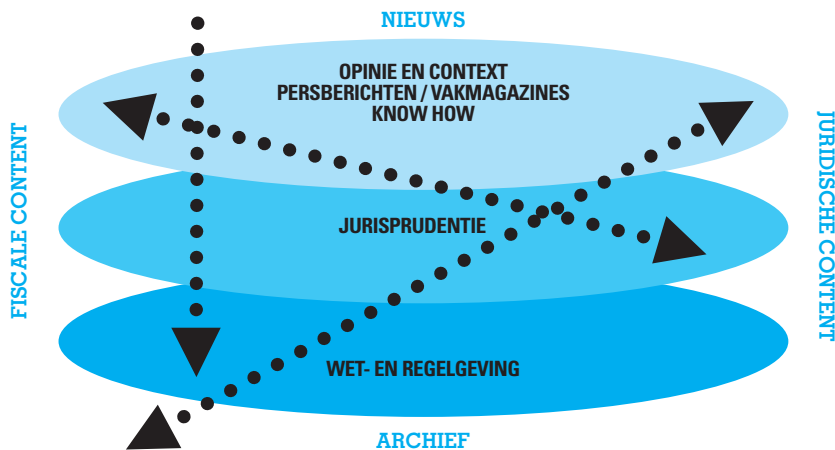 NIEUWS
OPINIE EN CONTEXT
PERSBERICHTEN / VAKMAGAZINES
KNOW HOW
FISCALE CONTENT
JURIDISCHE CONTENT
JURISPRUDENTIE
WET- EN REGELGEVING
ARCHIEF